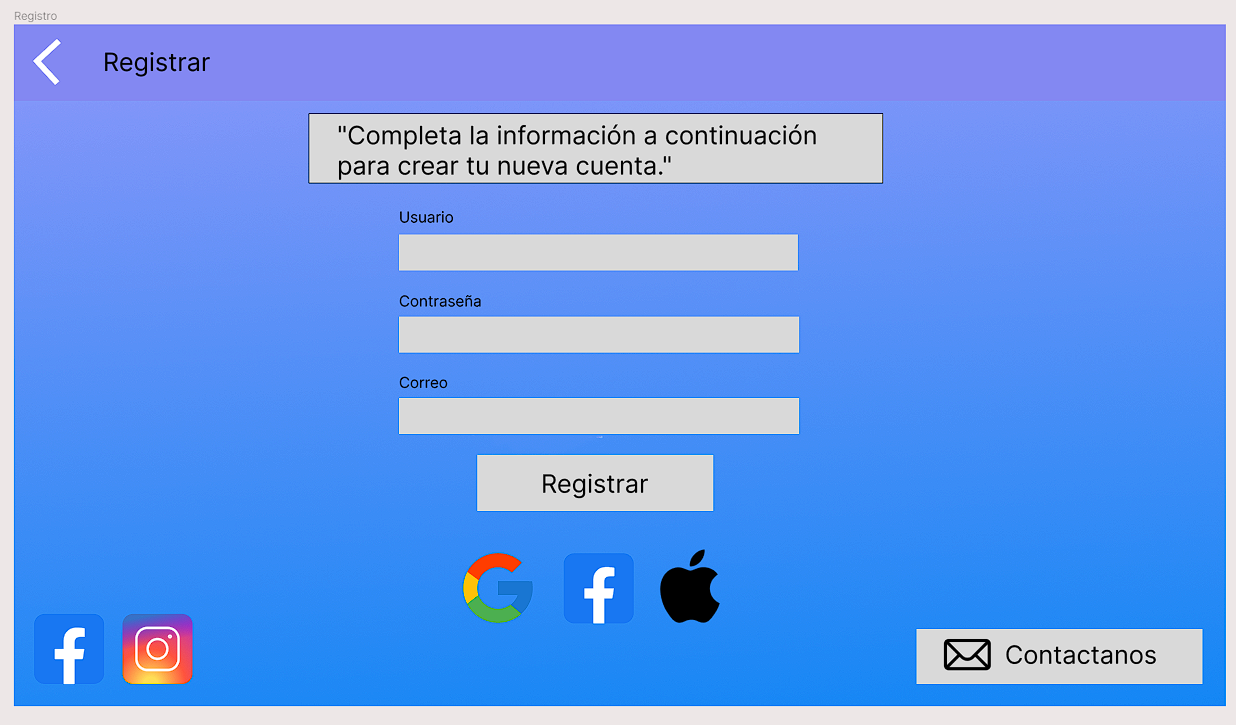 Registro
Registrar
"Completa la información a continuación
para crear tu nueva cuenta."
Usuario
Contraseña
Correo
Registrar
Contactanos